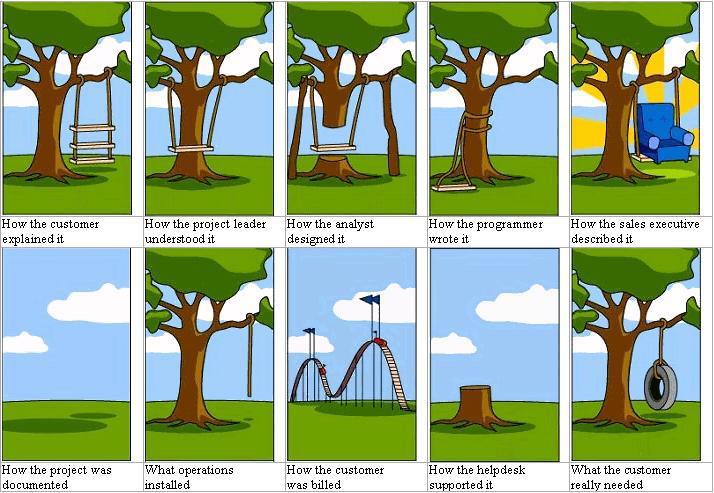 How the customer
explained it
How the project leader
understood it
How the analyst
designed it
How the programmer
wrote it
How the sales executive
described it
How the project was
documented
What operations
installed
How the customer
was billed
How the helpdesk
supported it
What the customer
really needed